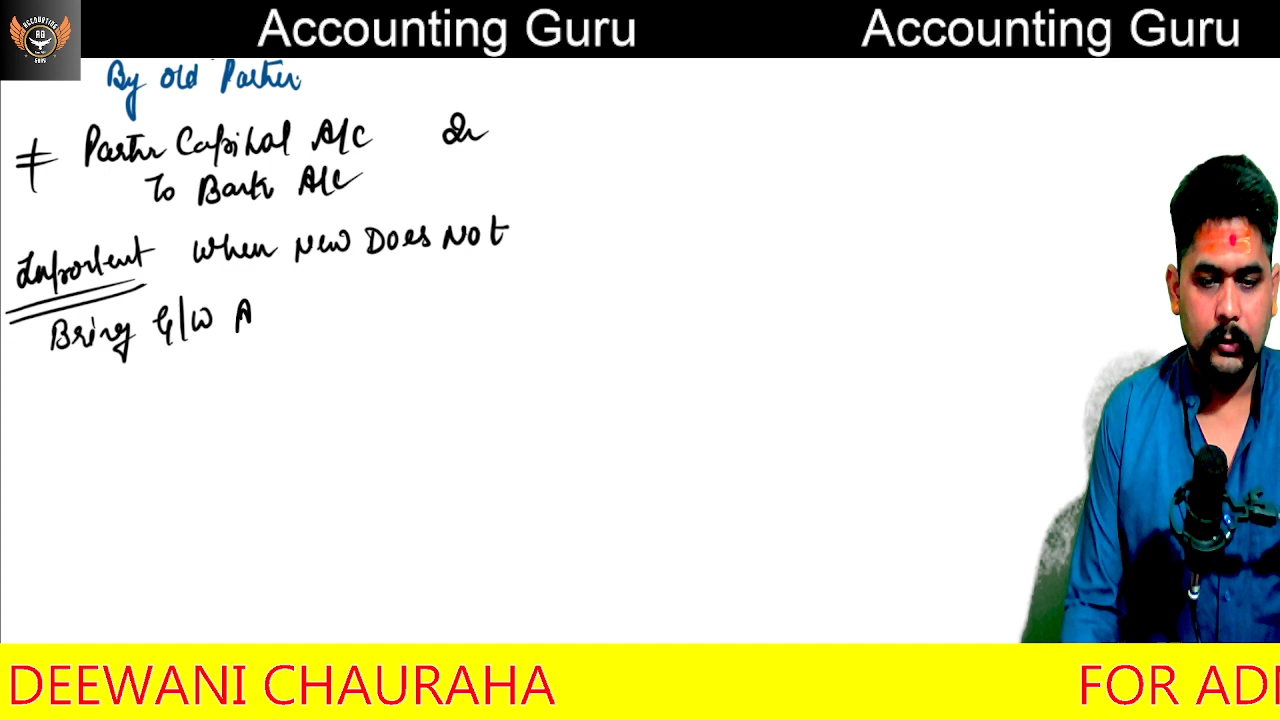 Accounting Guru Accounting Guru
By Old Partner
Partner Capital A/C Dr
To Bank A/C
Important When New Does Not
Bring G/W A
DEEWANI CHAURAHA FOR ADI